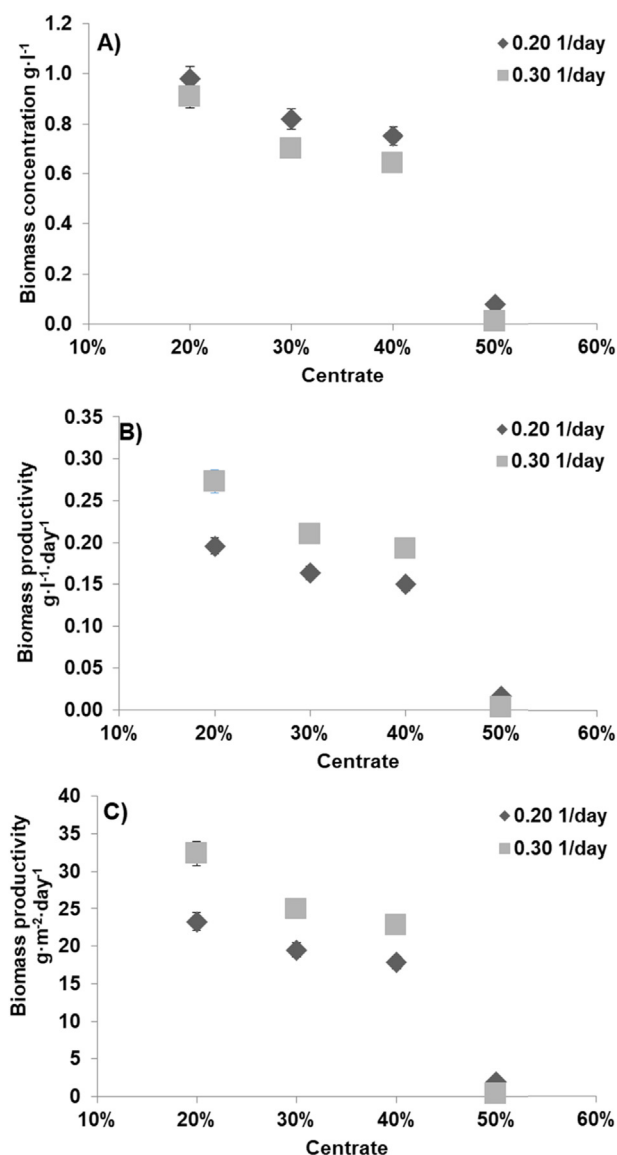 A)
0.20 1/day
0.30 1/day
Biomass concentration g·l⁻¹
1.0
0.8
0.6
0.4
0.2
0.0
10% 20% 30% 40% 50% 60%
Centrate
B)
0.20 1/day
0.30 1/day
Biomass productivity
g·l⁻¹·day⁻¹
0.35
0.30
0.25
0.20
0.15
0.10
0.05
0.00
10% 20% 30% 40% 50% 60%
Centrate
C)
0.20 1/day
0.30 1/day
Biomass productivity
g·m⁻²·day⁻¹
40
35
30
25
20
15
10
5
0
10% 20% 30% 40% 50% 60%
Centrate